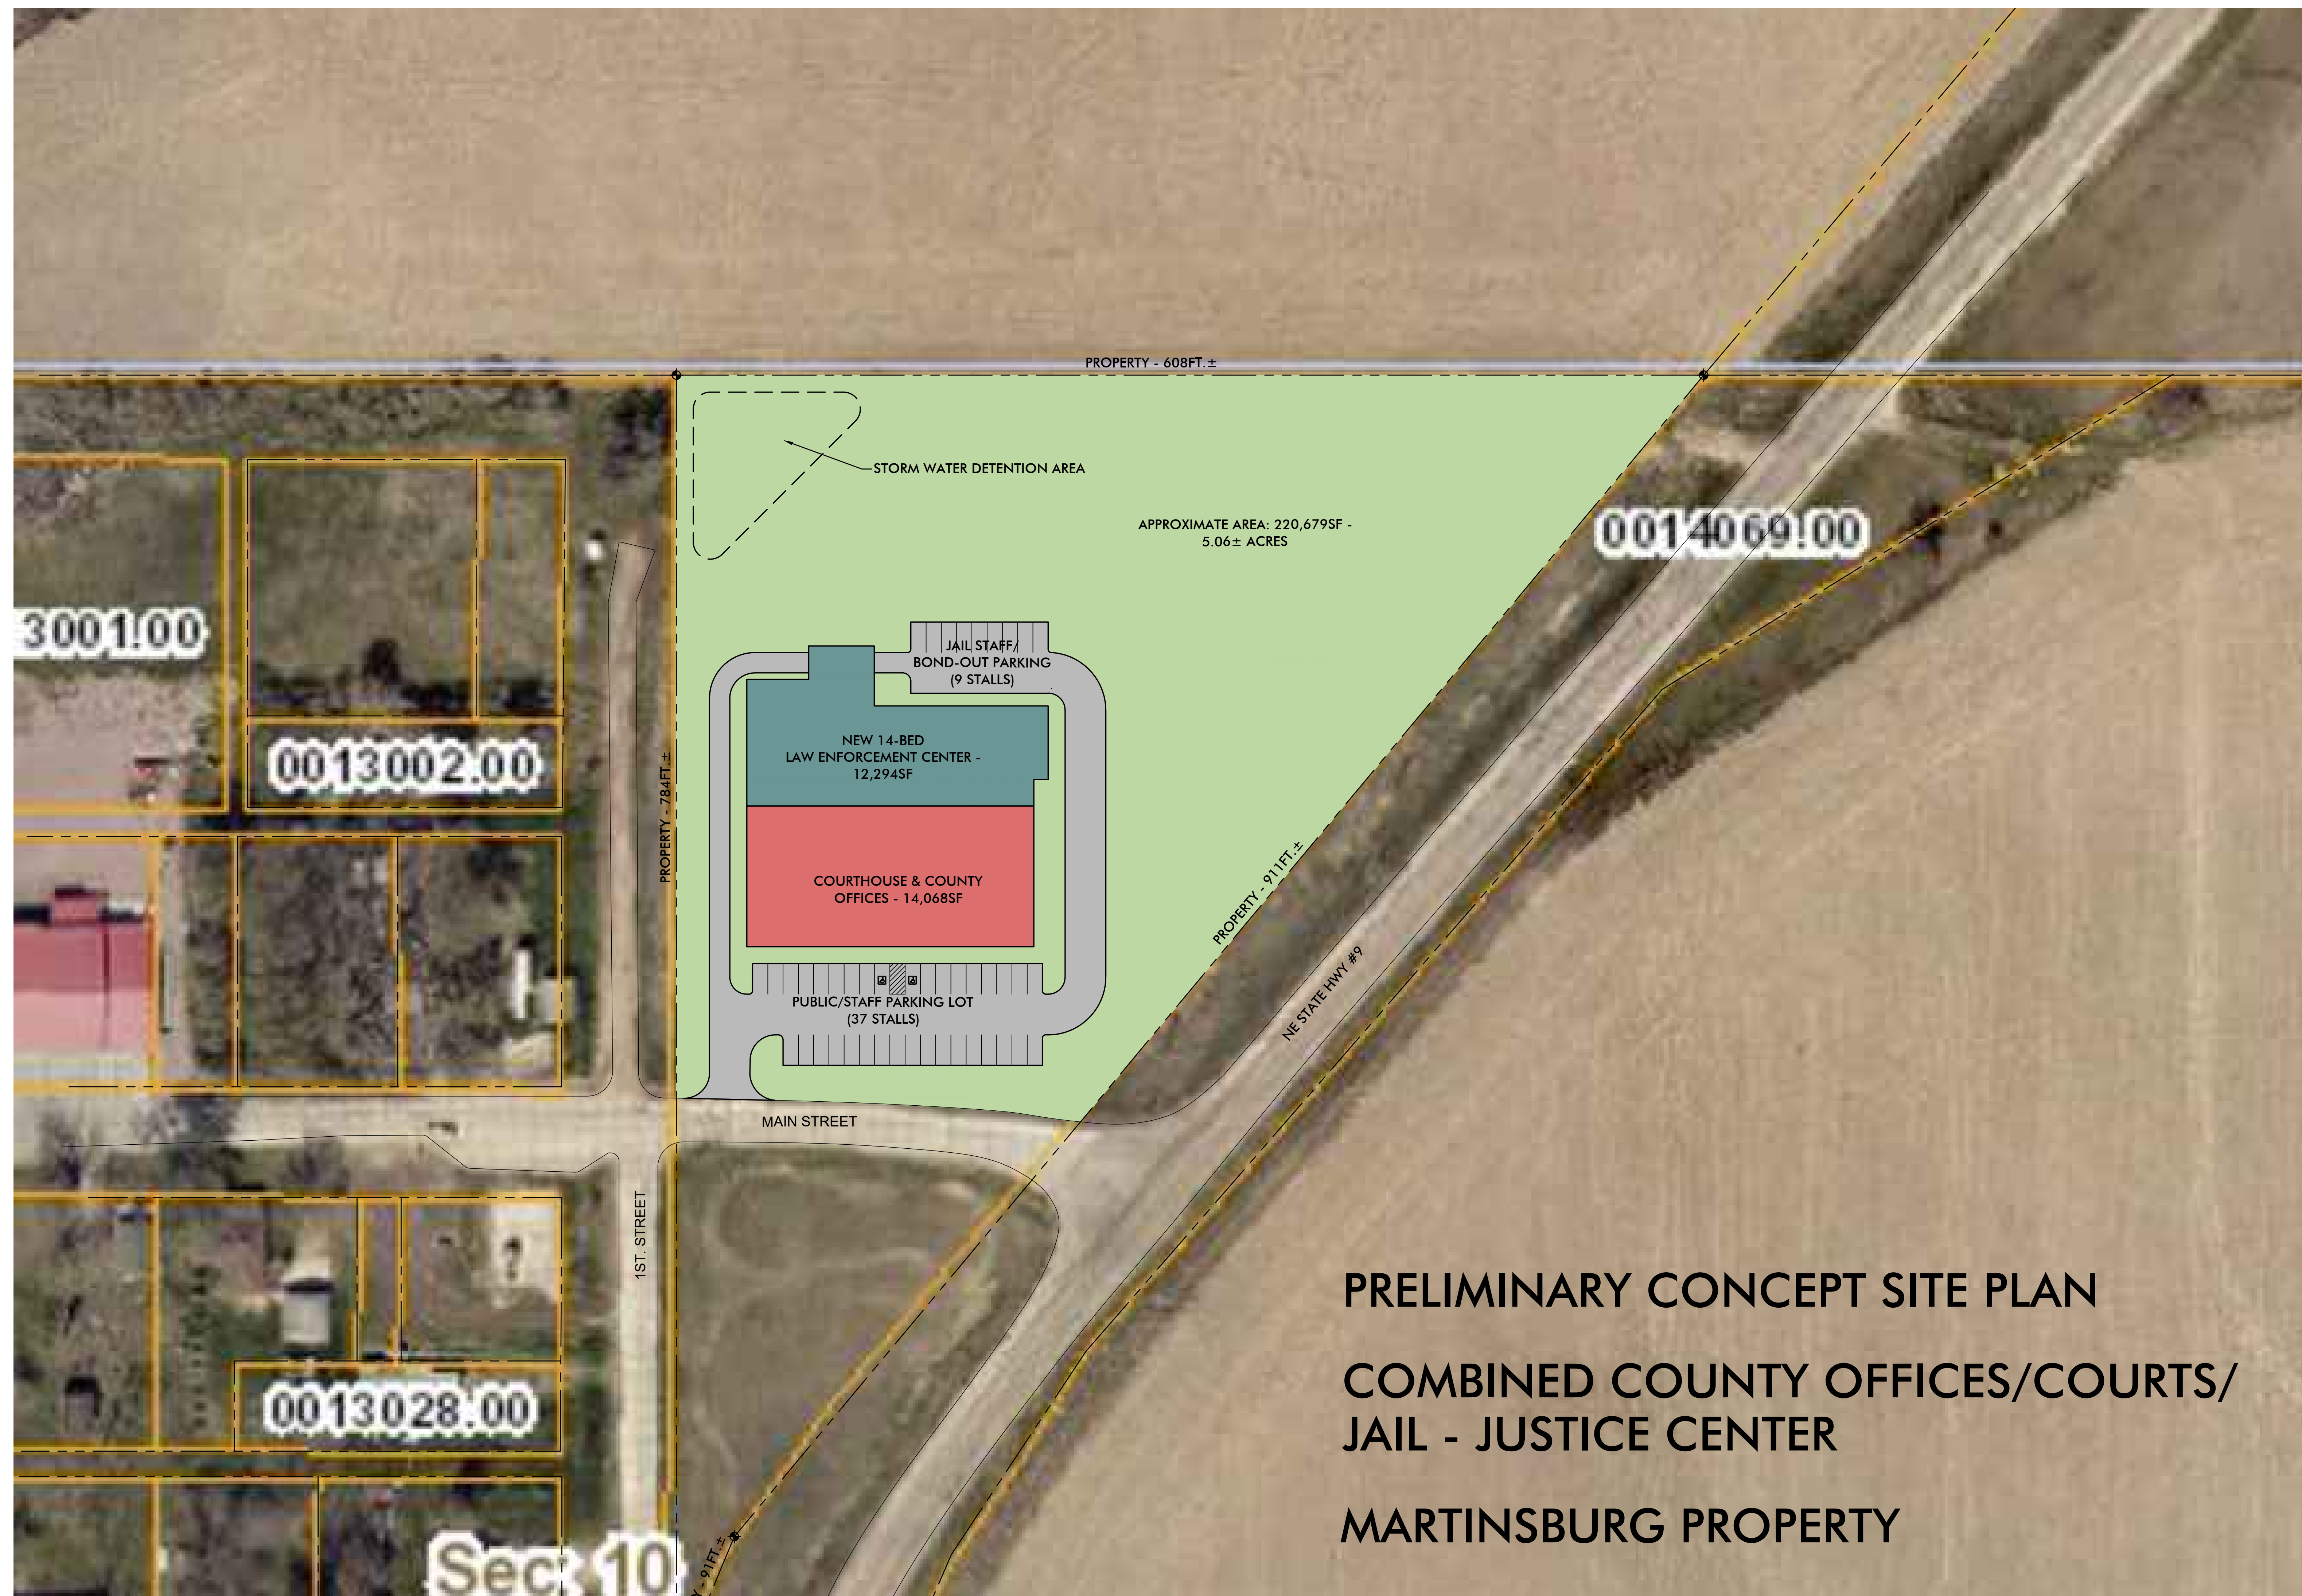 PROPERTY - 608FT.±
STORM WATER DETENTION AREA
APPROXIMATE AREA: 220,679SF -
5.06± ACRES
0014069.00
3001.00
JAIL STAFF/
BOND-OUT PARKING
(9 STALLS)
0013002.00
PROPERTY - 784FT.±
NEW 14-BED
LAW ENFORCEMENT CENTER -
12,294SF
COURTHOUSE & COUNTY
OFFICES - 14,068SF
PROPERTY - 911FT.±
NE STATE HWY #9
PUBLIC/STAFF PARKING LOT
(37 STALLS)
MAIN STREET
1ST. STREET
PRELIMINARY CONCEPT SITE PLAN
COMBINED COUNTY OFFICES/COURTS/
JAIL - JUSTICE CENTER
MARTINSBURG PROPERTY
0013028.00
Sec: 10
Y - 91FT.±